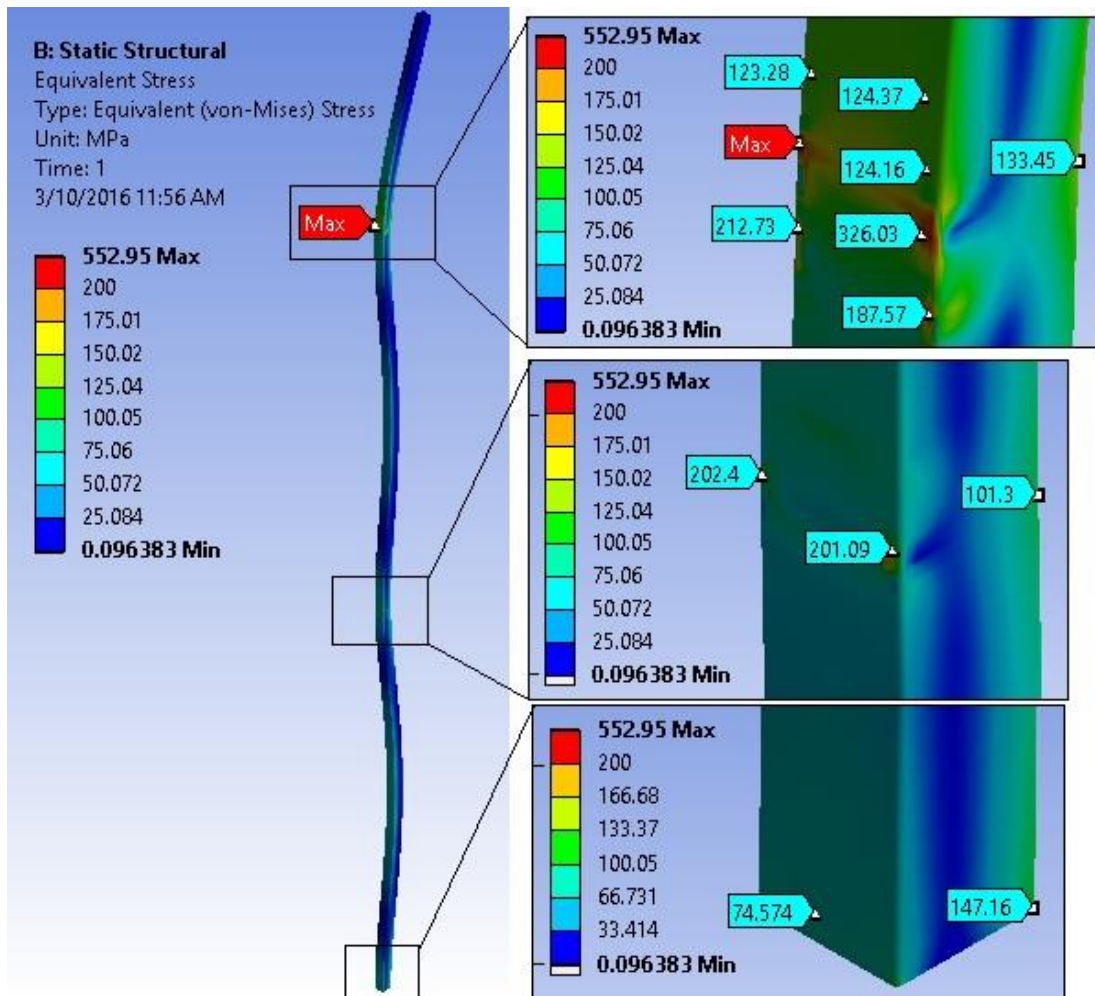 B: Static Structural
Equivalent Stress
Type: Equivalent (von-Mises) Stress
Unit: MPa
Time: 1
3/10/2016 11:56 AM
Max
552.95 Max
200
175.01
150.02
125.04
100.05
75.06
50.072
25.084
0.096383 Min
552.95 Max
200
175.01
150.02
125.04
100.05
75.06
50.072
25.084
0.096383 Min
123.28
124.37
Max
124.16
133.45
212.73
326.03
187.57
552.95 Max
200
175.01
150.02
125.04
100.05
75.06
50.072
25.084
0.096383 Min
202.4
101.3
201.09
552.95 Max
200
166.68
133.37
100.05
66.731
33.414
0.096383 Min
74.574
147.16